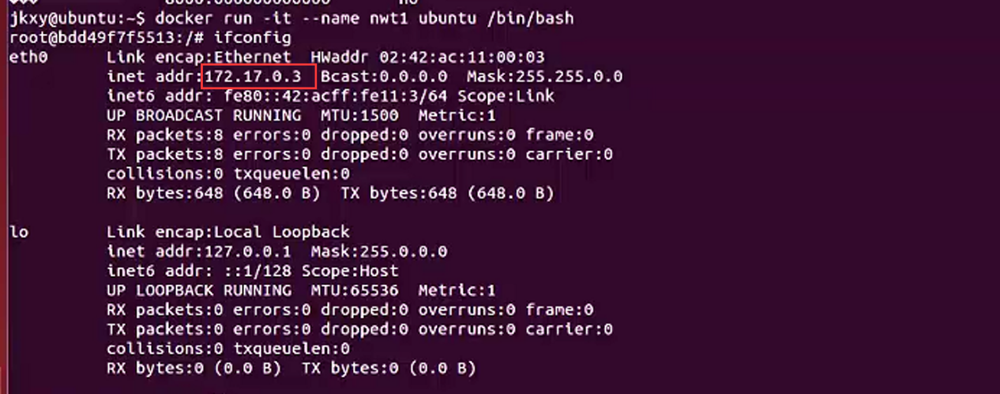 jkxy@ubuntu:~$ docker run -it --name nwt1 ubuntu /bin/bash
root@bdd49f7f5513:/# ifconfig
eth0      Link encap:Ethernet  HWaddr 02:42:ac:11:00:03
          inet addr:172.17.0.3  Bcast:0.0.0.0  Mask:255.255.0.0
          inet6 addr: fe80::42:acff:fe11:3/64 Scope:Link
          UP BROADCAST RUNNING  MTU:1500  Metric:1
          RX packets:8 errors:0 dropped:0 overruns:0 frame:0
          TX packets:8 errors:0 dropped:0 overruns:0 carrier:0
          collisions:0 txqueuelen:0
          RX bytes:648 (648.0 B)  TX bytes:648 (648.0 B)
lo        Link encap:Local Loopback
          inet addr:127.0.0.1  Mask:255.0.0.0
          inet6 addr: ::1/128 Scope:Host
          UP LOOPBACK RUNNING  MTU:65536  Metric:1
          RX packets:0 errors:0 dropped:0 overruns:0 frame:0
          TX packets:0 errors:0 dropped:0 overruns:0 carrier:0
          collisions:0 txqueuelen:0
          RX bytes:0 (0.0 B)  TX bytes:0 (0.0 B)